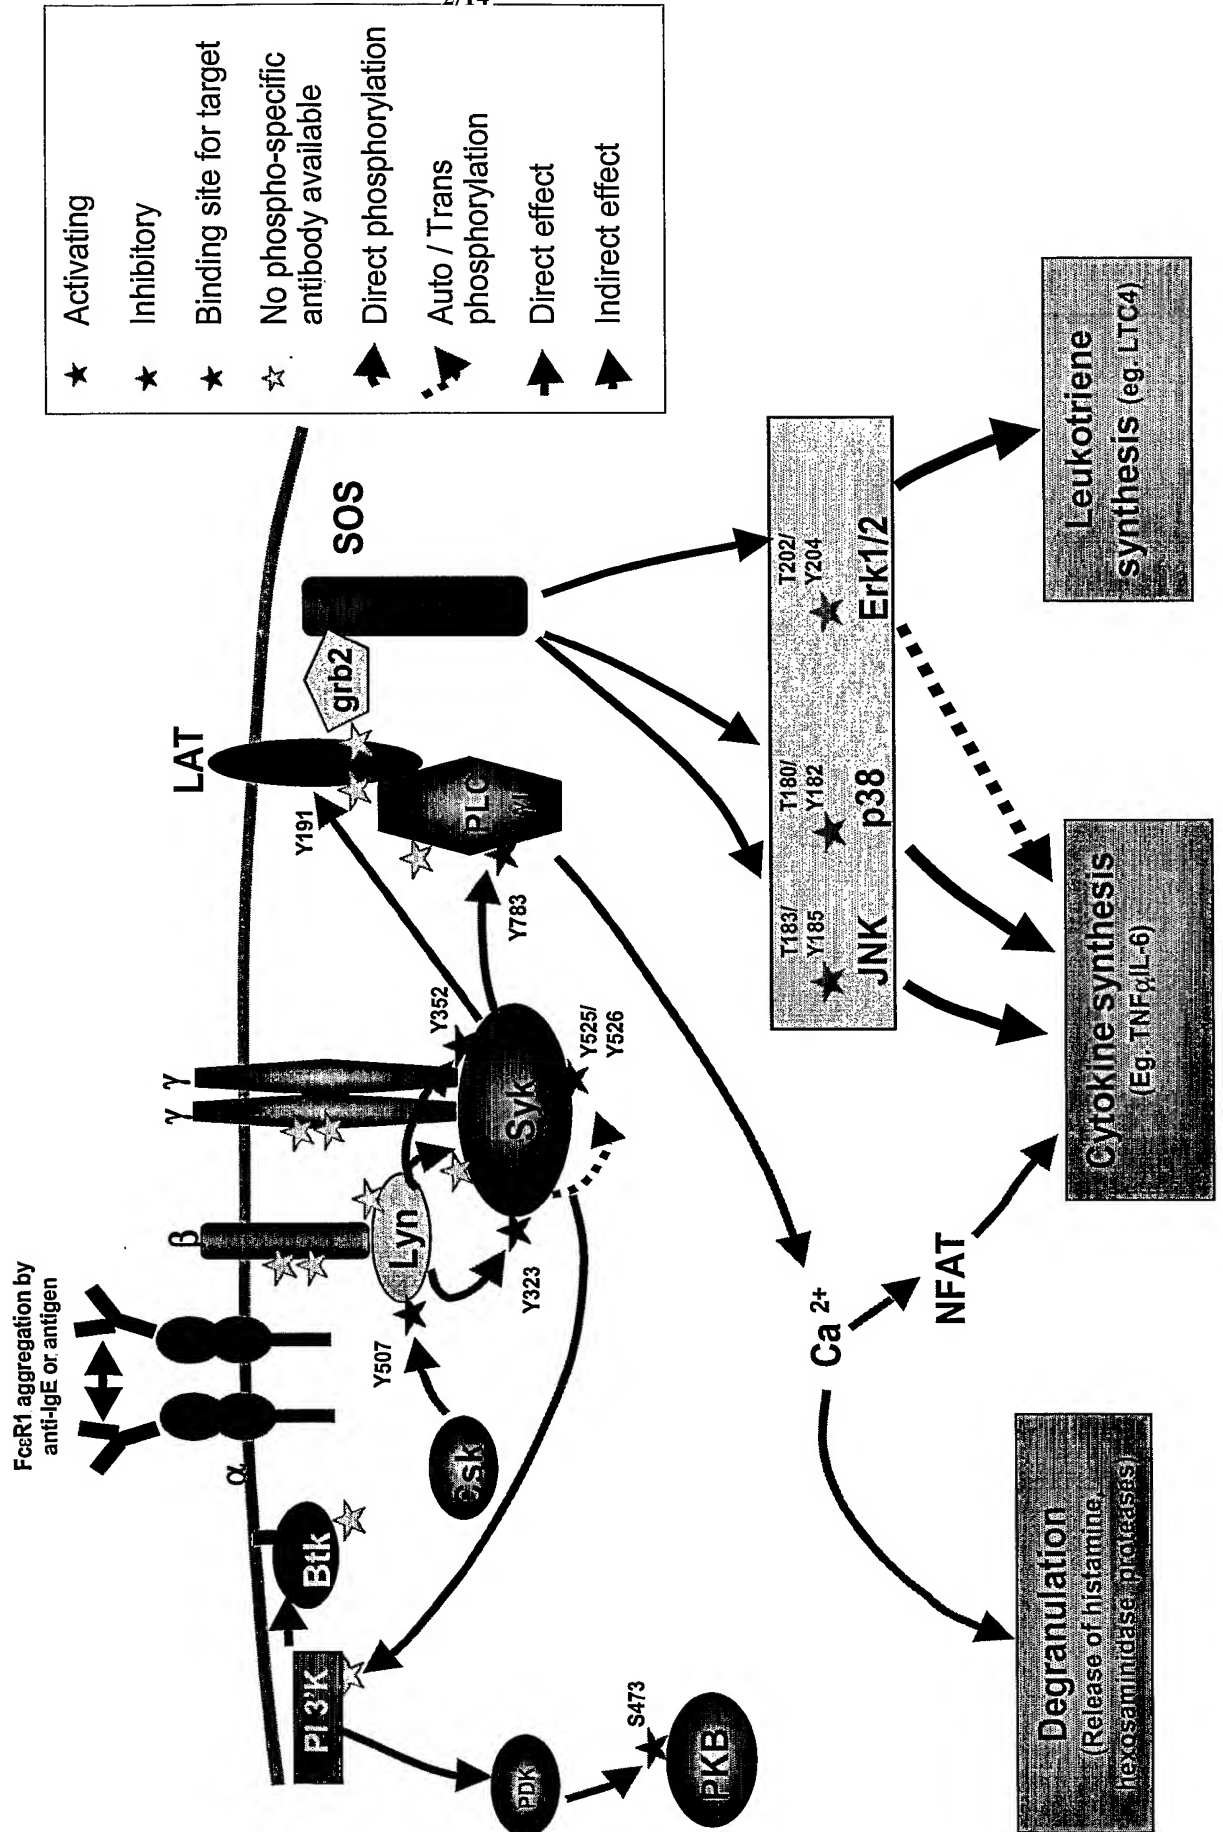 2/14
FcεR1 aggregation by
anti-IgE or antigen
α
β
γ
γ
LAT
grb2
SOS
PI 3'K
Btk
Csk
Y507
Lyn
Y323
Syk
Y352
Y525/
Y526
Y191
Y783
PLC
PDK
S473
PKB
Ca 2+
NFAT
T183/
Y185
JNK
T180/
Y182
p38
T202/
Y204
Erk1/2
Degranulation
(Release of histamine,
hexosaminidase, proteases)
Cytokine synthesis
(Eg. TNFα IL-6)
Leukotriene
synthesis (eg. LTC4)
Activating
Inhibitory
Binding site for target
No phospho-specific
antibody available
Direct phosphorylation
Auto / Trans
phosphorylation
Direct effect
Indirect effect